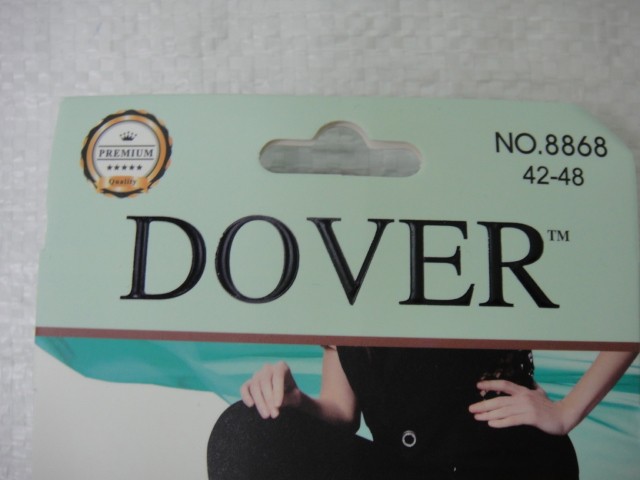 PREMIUM
Quality
NO.8868
42-48
DOVER™